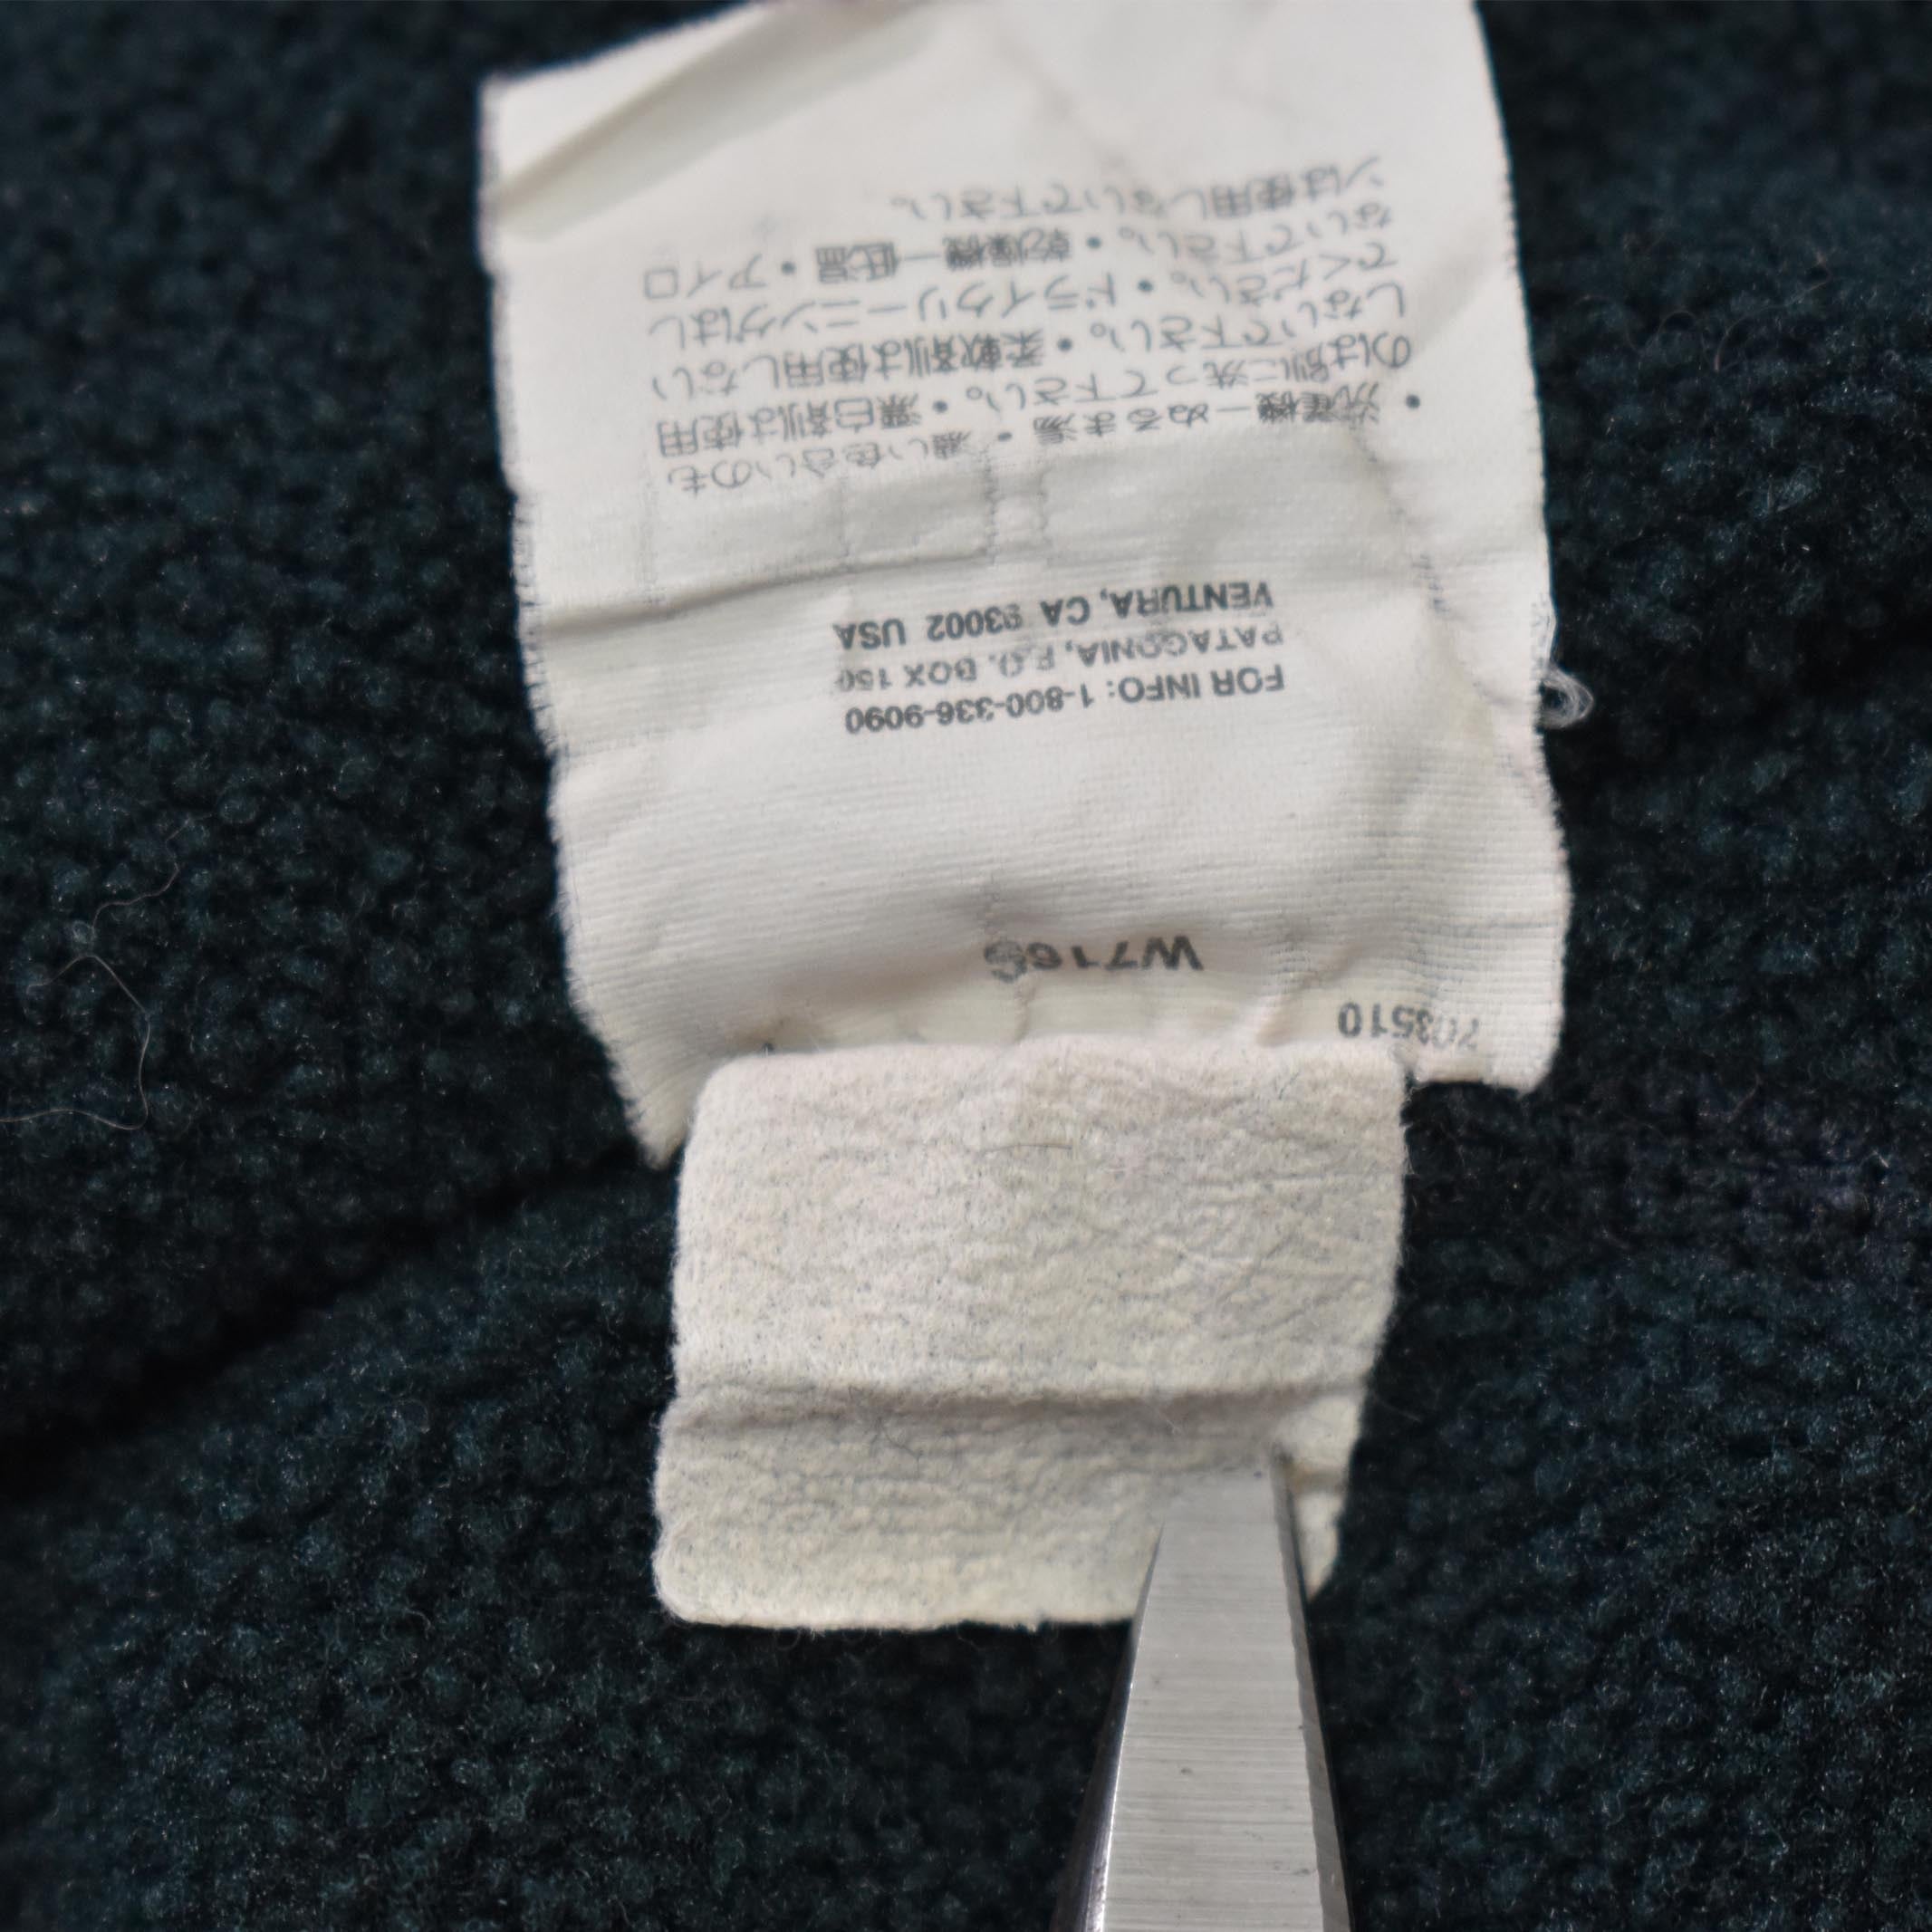 703510
FOR INFO: 1-800-336-9090
PATAGONIA, P.O. BOX 150
VENTURA, CA 93002 USA
・洗濯機ーぬるま湯・濃い色合いのも
のは別に洗って下さい。・漂白剤は使用
しないで下さい。・柔軟剤は使用しない
でください。・ドライクリーニングはし
ないで下さい。・乾燥機ー低温・アイロ
ンは使用しないで下さい。